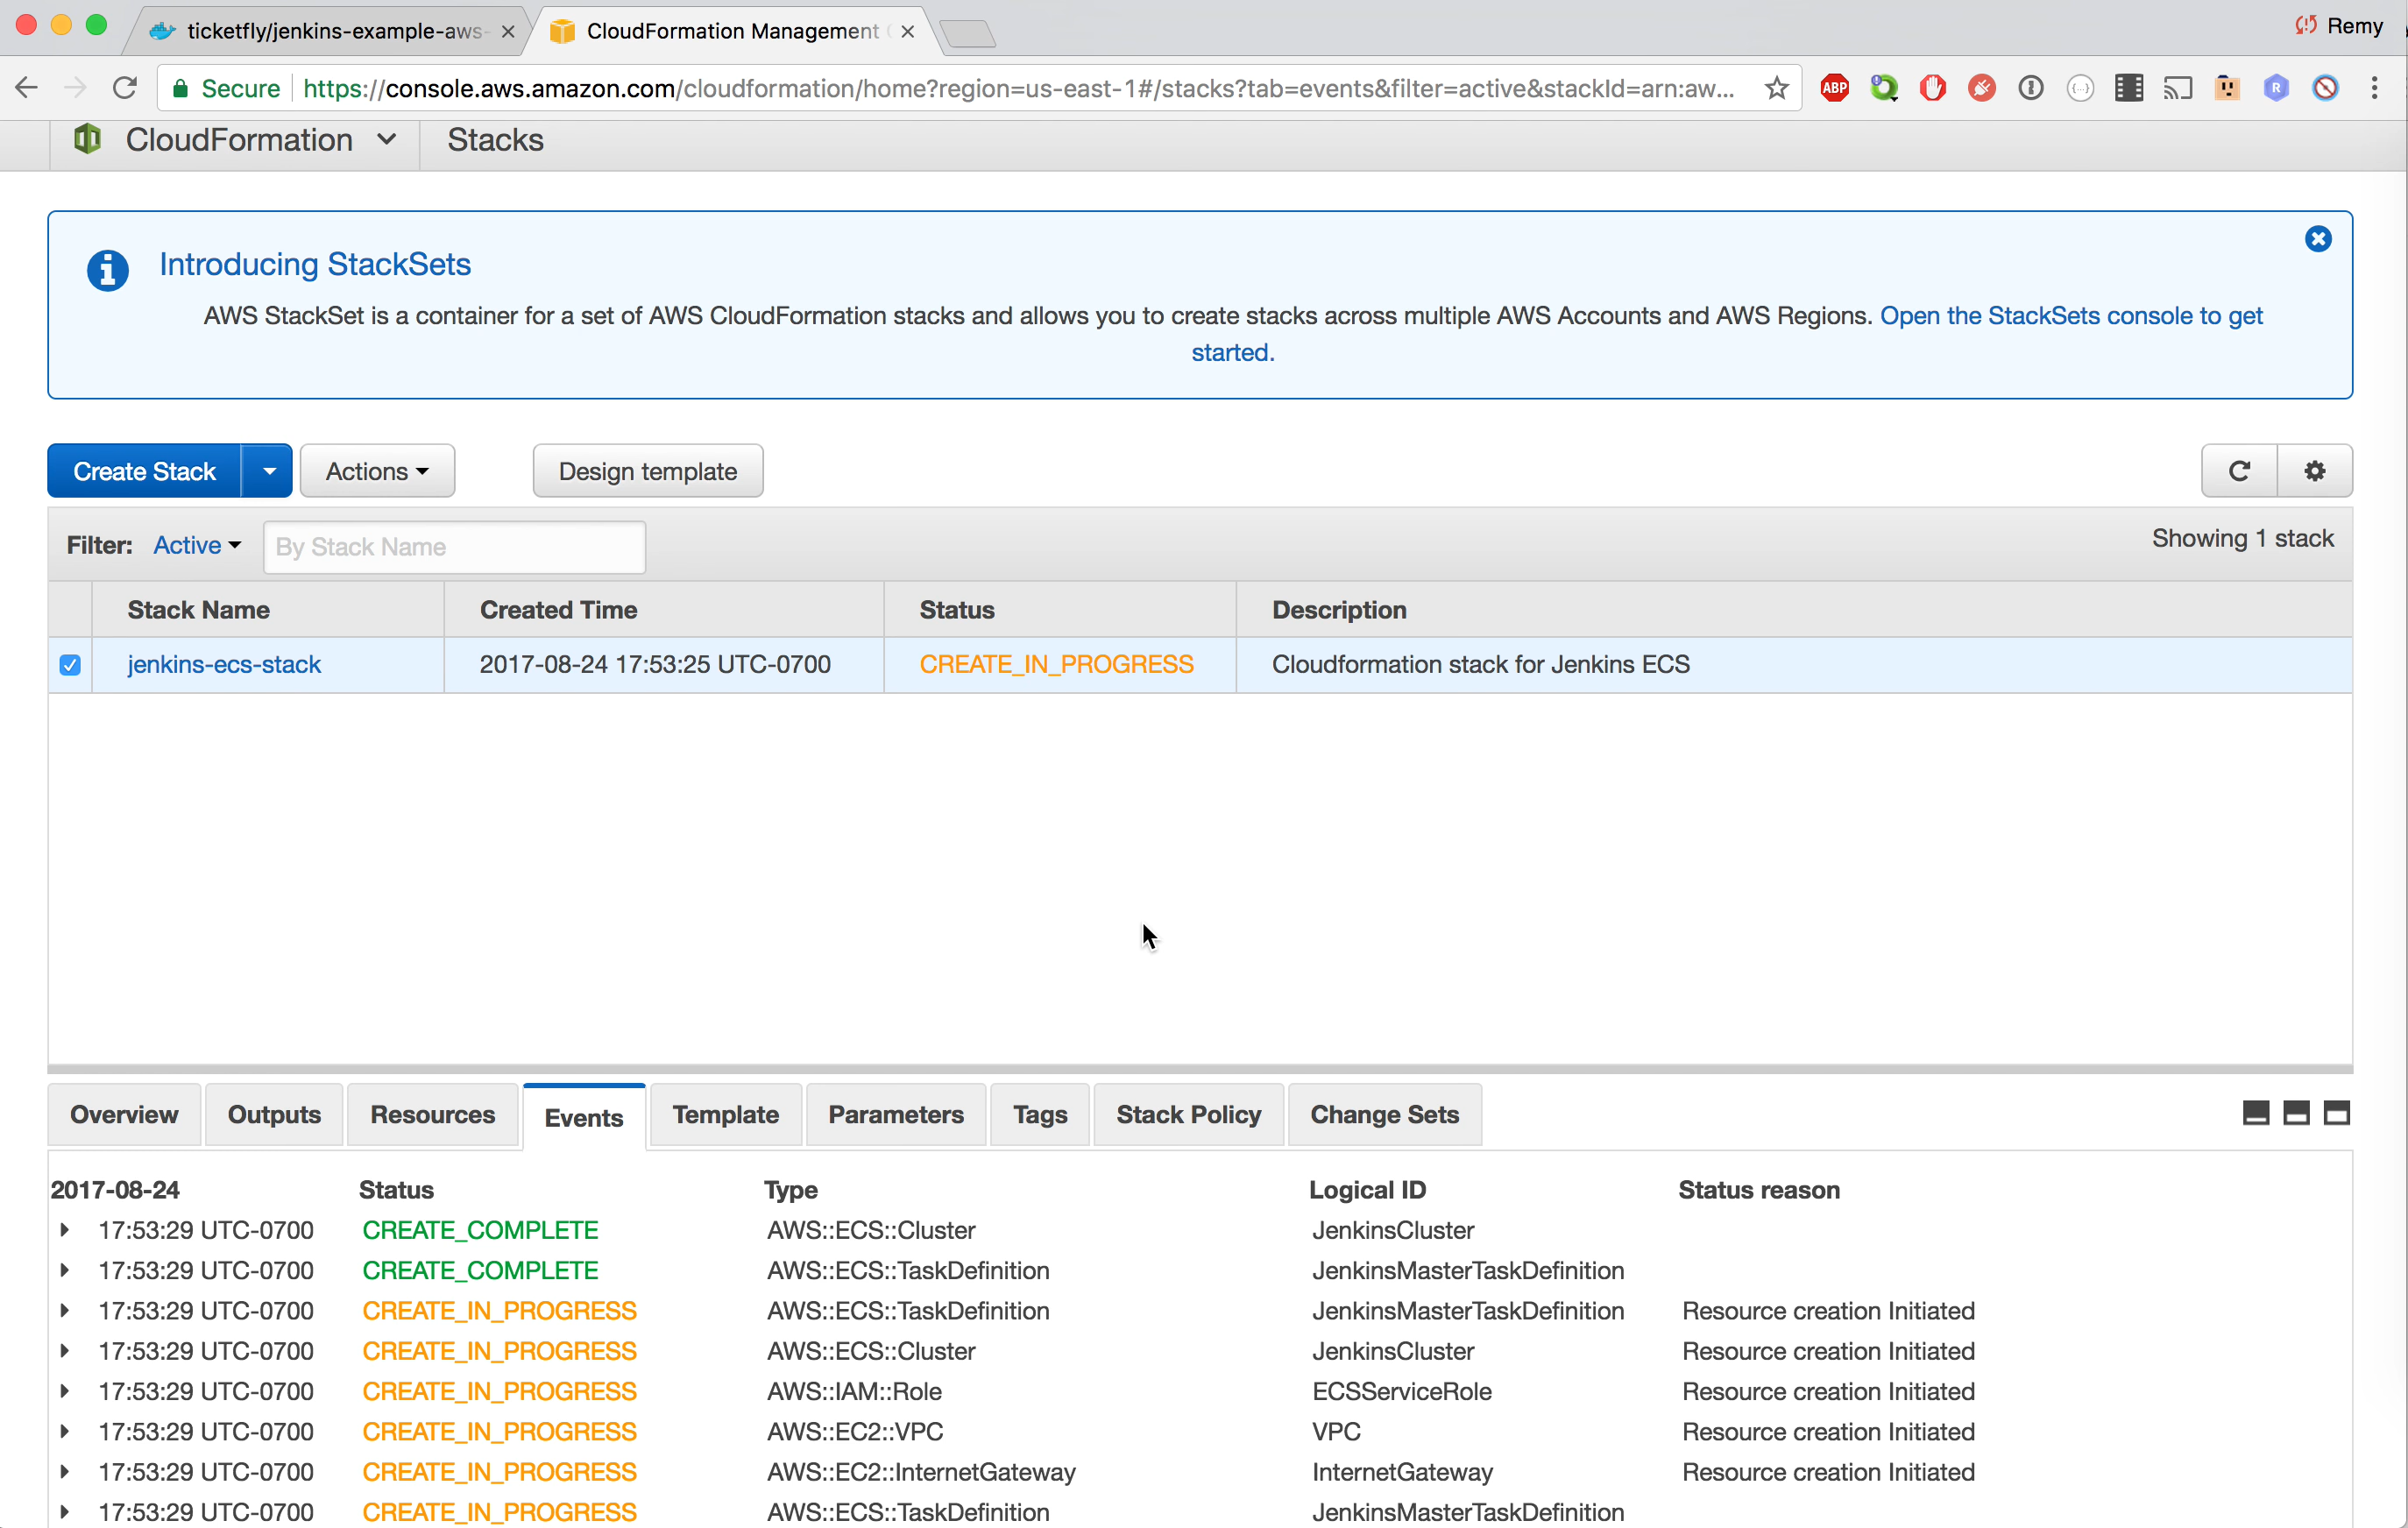 ticketfly/jenkins-example-aws-
CloudFormation Management
Remy
Secure https://console.aws.amazon.com/cloudformation/home?region=us-east-1#/stacks?tab=events&filter=active&stackId=arn:aw...
ABP
R
CloudFormation Stacks
Introducing StackSets
AWS StackSet is a container for a set of AWS CloudFormation stacks and allows you to create stacks across multiple AWS Accounts and AWS Regions. Open the StackSets console to get
started.
Create Stack Actions Design template
Filter: Active By Stack Name Showing 1 stack
Stack Name Created Time Status Description
jenkins-ecs-stack 2017-08-24 17:53:25 UTC-0700 CREATE_IN_PROGRESS Cloudformation stack for Jenkins ECS
Overview Outputs Resources Events Template Parameters Tags Stack Policy Change Sets
2017-08-24 Status Type Logical ID Status reason
17:53:29 UTC-0700 CREATE_COMPLETE AWS::ECS::Cluster JenkinsCluster
17:53:29 UTC-0700 CREATE_COMPLETE AWS::ECS::TaskDefinition JenkinsMasterTaskDefinition
17:53:29 UTC-0700 CREATE_IN_PROGRESS AWS::ECS::TaskDefinition JenkinsMasterTaskDefinition Resource creation Initiated
17:53:29 UTC-0700 CREATE_IN_PROGRESS AWS::ECS::Cluster JenkinsCluster Resource creation Initiated
17:53:29 UTC-0700 CREATE_IN_PROGRESS AWS::IAM::Role ECSServiceRole Resource creation Initiated
17:53:29 UTC-0700 CREATE_IN_PROGRESS AWS::EC2::VPC VPC Resource creation Initiated
17:53:29 UTC-0700 CREATE_IN_PROGRESS AWS::EC2::InternetGateway InternetGateway Resource creation Initiated
17:53:29 UTC-0700 CREATE_IN_PROGRESS AWS::ECS::TaskDefinition JenkinsMasterTaskDefinition